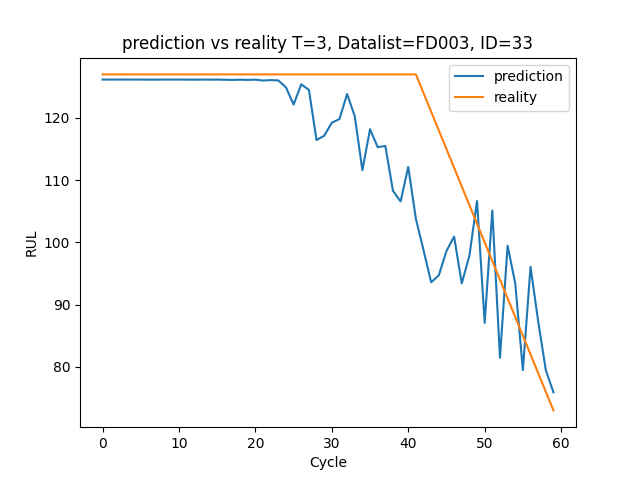 prediction vs reality T=3, Datalist=FD003, ID=33
prediction
reality
120
110
100
90
80
RUL
0 10 20 30 40 50 60
Cycle